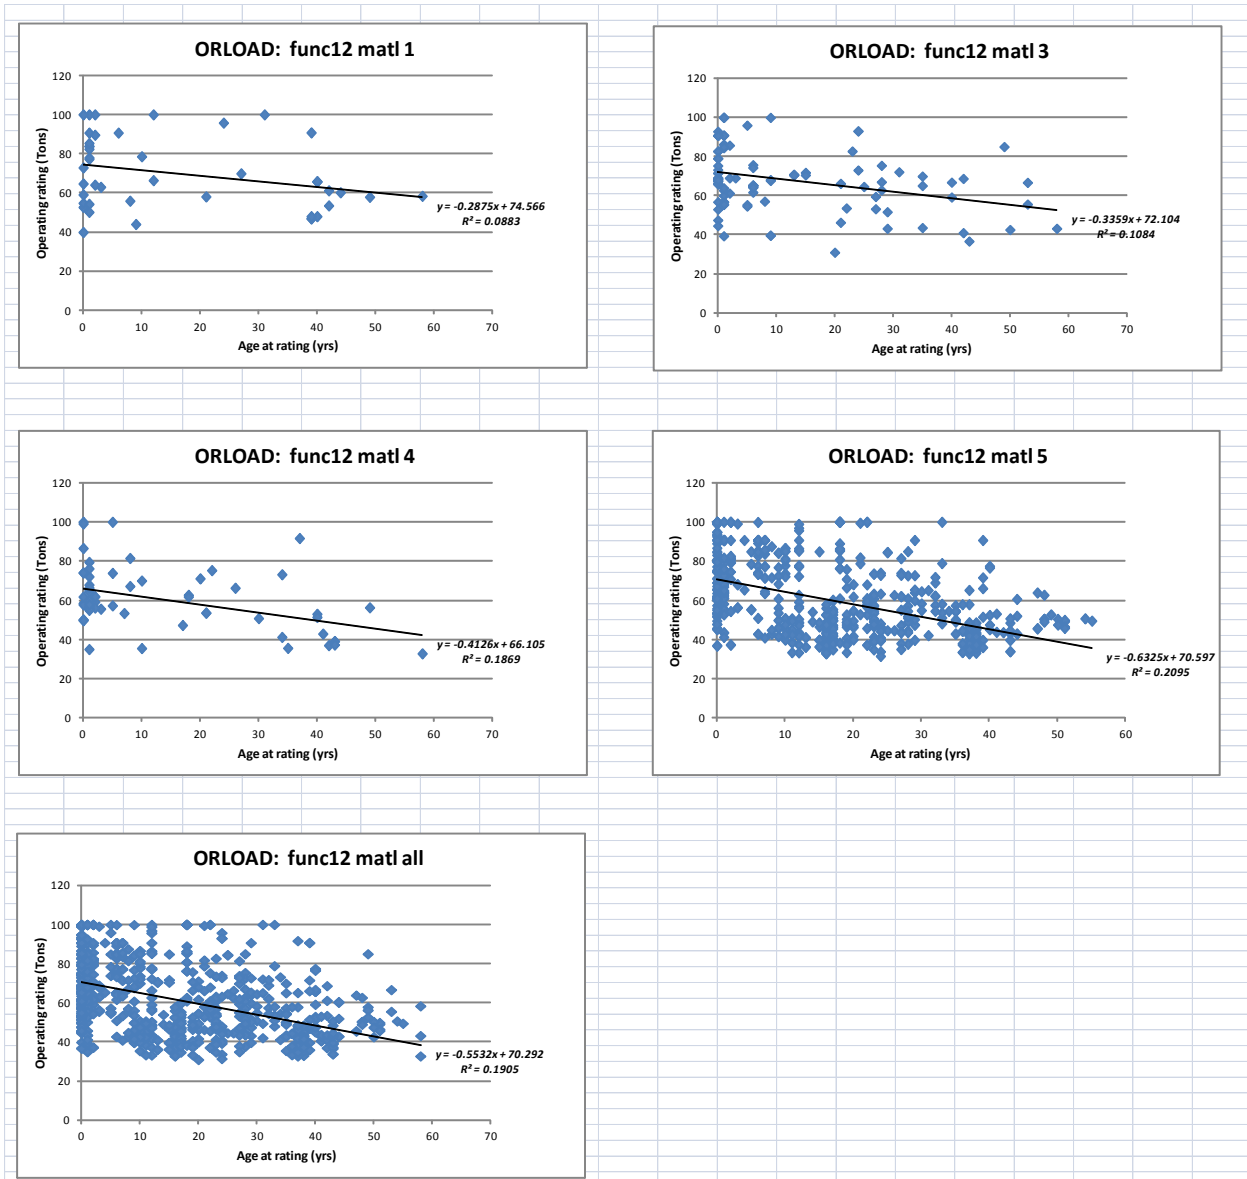 ORLOAD: func12 matl 1
120
100
80
60
40
20
0
Operating rating (Tons)
y = -0.2875x + 74.566
R² = 0.0883
0 10 20 30 40 50 60 70
Age at rating (yrs)
ORLOAD: func12 matl 3
120
100
80
60
40
20
0
Operating rating (Tons)
y = -0.3359x + 72.104
R² = 0.1084
0 10 20 30 40 50 60 70
Age at rating (yrs)
ORLOAD: func12 matl 4
120
100
80
60
40
20
0
Operating rating (Tons)
y = -0.4126x + 66.105
R² = 0.1869
0 10 20 30 40 50 60 70
Age at rating (yrs)
ORLOAD: func12 matl 5
120
100
80
60
40
20
0
Operating rating (Tons)
y = -0.6325x + 70.597
R² = 0.2095
0 10 20 30 40 50 60
Age at rating (yrs)
ORLOAD: func12 matl all
120
100
80
60
40
20
0
Operating rating (Tons)
y = -0.5532x + 70.292
R² = 0.1905
0 10 20 30 40 50 60 70
Age at rating (yrs)